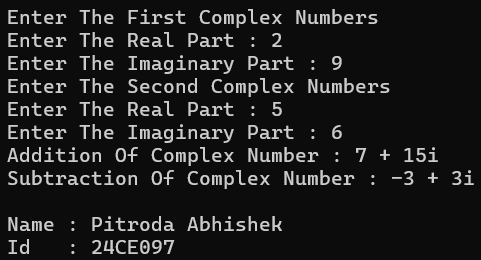 Enter The First Complex Numbers
Enter The Real Part : 2
Enter The Imaginary Part : 9
Enter The Second Complex Numbers
Enter The Real Part : 5
Enter The Imaginary Part : 6
Addition Of Complex Number : 7 + 15i
Subtraction Of Complex Number : -3 + 3i

Name : Pitroda Abhishek
Id   : 24CE097